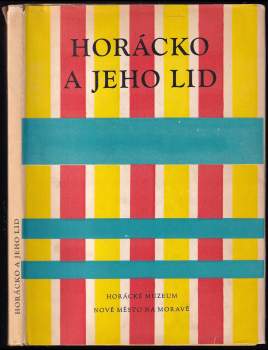 HORÁCKO
A JEHO LID
HORÁCKÉ MUZEUM
NOVÉ MĚSTO NA MORAVĚ
HORÁCKO A JEHO LID